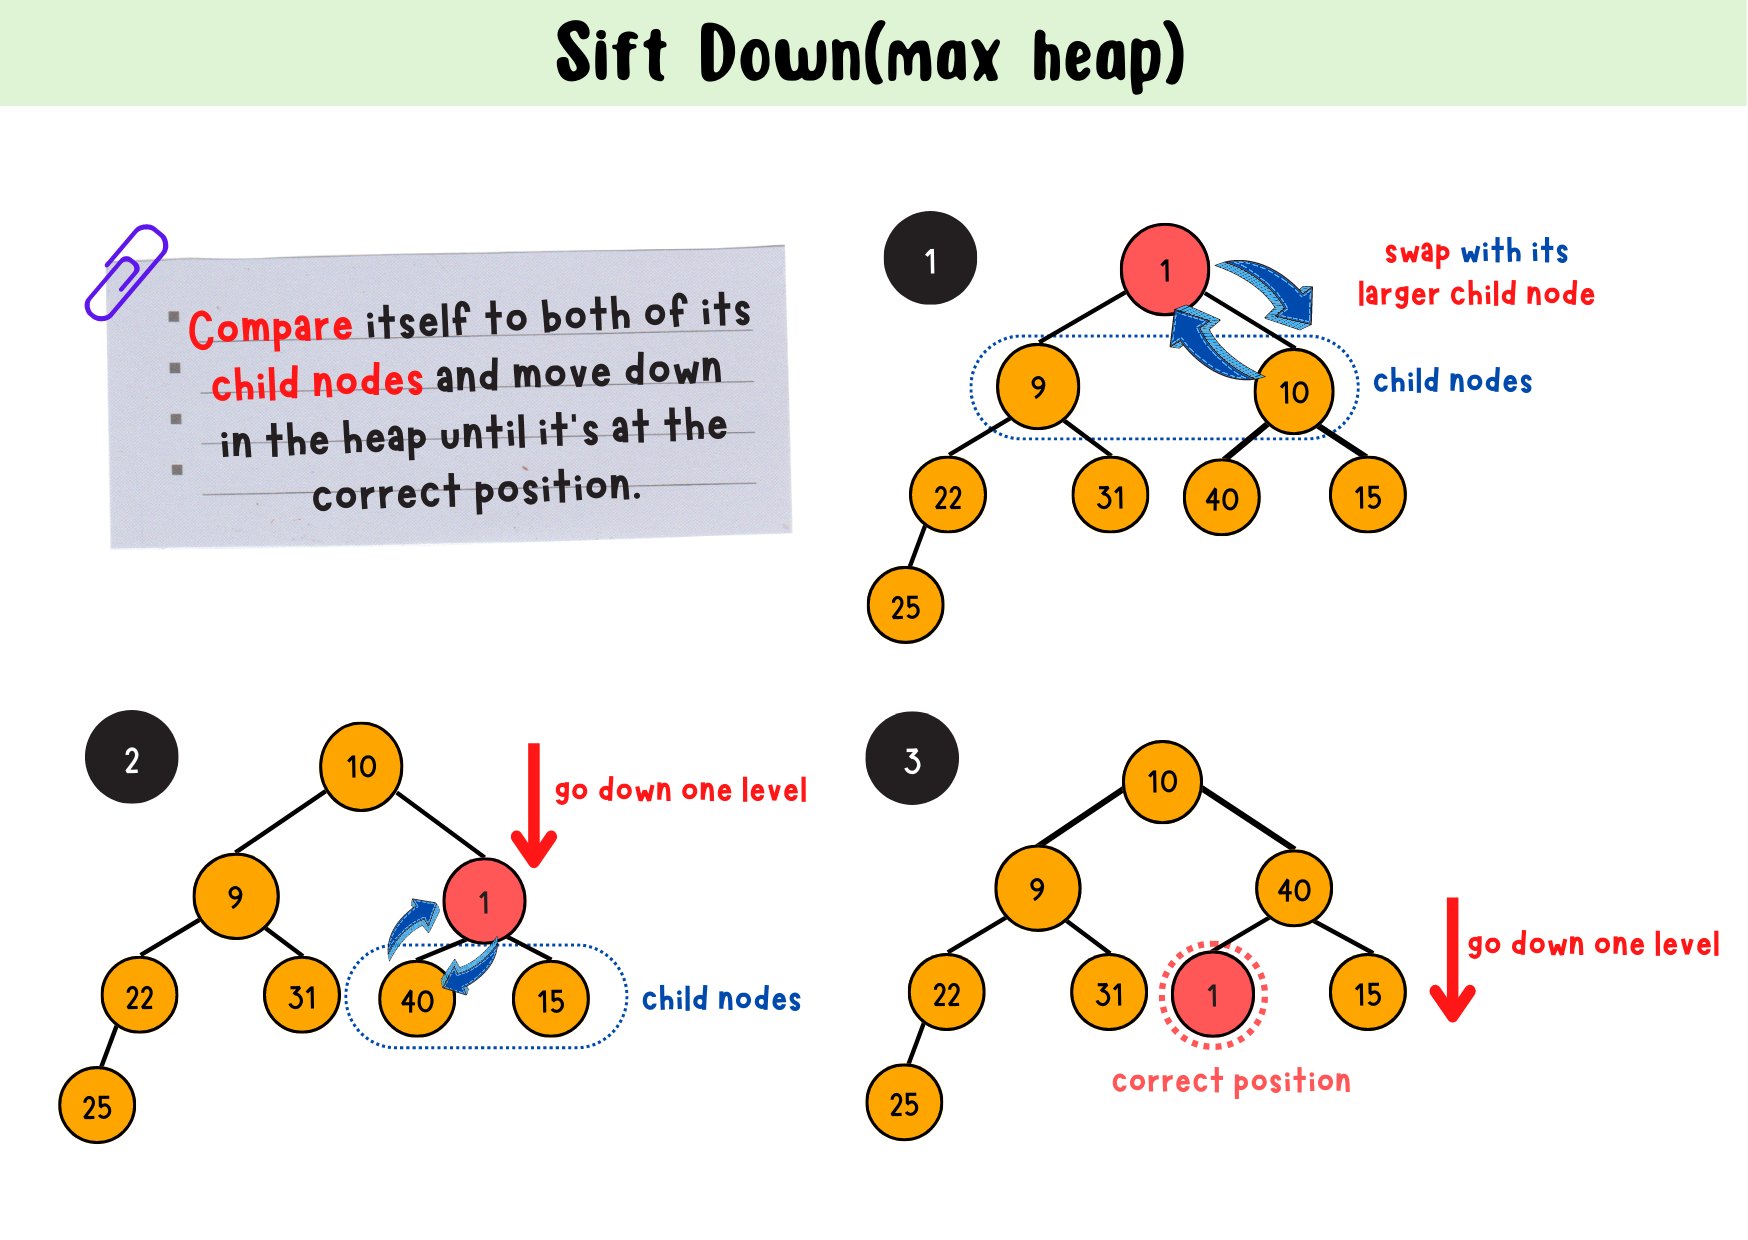 Sift Down(max heap)
Compare itself to both of its
child nodes and move down
in the heap until it's at the
correct position.
1
1
swap with its
larger child node
9
10
child nodes
22
31
40
15
25
2
10
go down one level
9
1
22
31
40
15
child nodes
25
3
10
9
40
go down one level
22
31
1
15
correct position
25